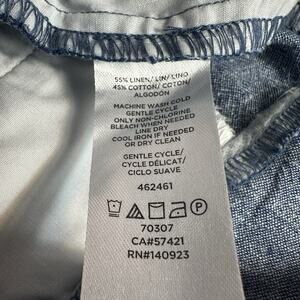 55% LINEN/ LIN/ LINO
45% COTTON/ COTON/
ALGODÓN
MACHINE WASH COLD
GENTLE CYCLE
ONLY NON-CHLORINE
BLEACH WHEN NEEDED
LINE DRY
COOL IRON IF NEEDED
OR DRY CLEAN
GENTLE CYCLE/
CYCLE DÉLICAT/
CICLO SUAVE
462461
P
70307
CA#57421
RN#140923